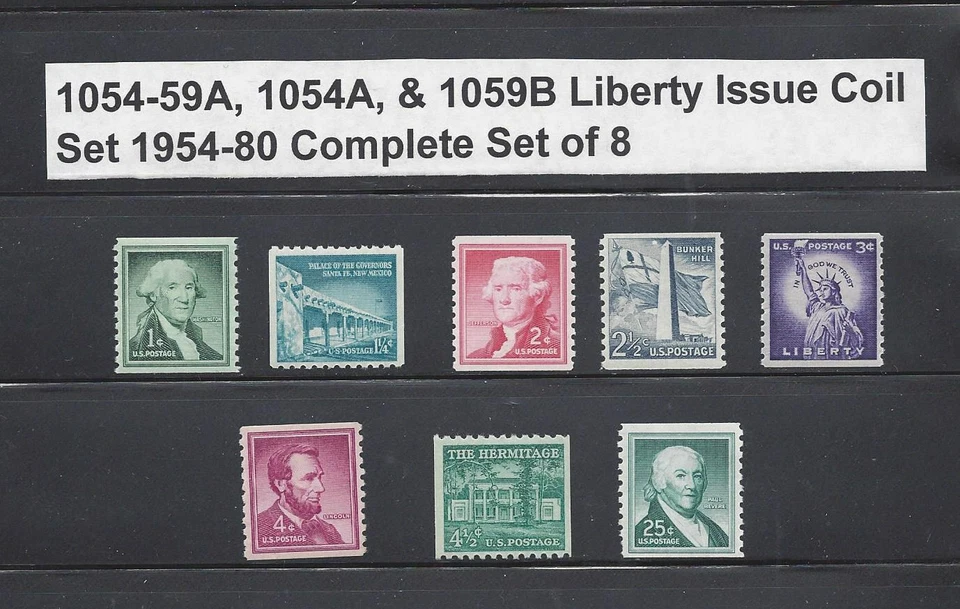 1054-59A, 1054A, & 1059B Liberty Issue Coil
Set 1954-80 Complete Set of 8
WASHINGTON
1¢
U.S. POSTAGE
PALACE OF THE GOVERNORS
SANTA FE, NEW MEXICO
U·S·POSTAGE 1¼¢
JEFFERSON
2¢
U.S. POSTAGE
BUNKER
HILL
2½¢ U.S. POSTAGE
U.S. POSTAGE 3¢
IN GOD WE TRUST
LIBERTY
LINCOLN
4¢
U.S. POSTAGE
THE HERMITAGE
4½¢ U.S. POSTAGE
PAUL
REVERE
25¢
U.S. POSTAGE